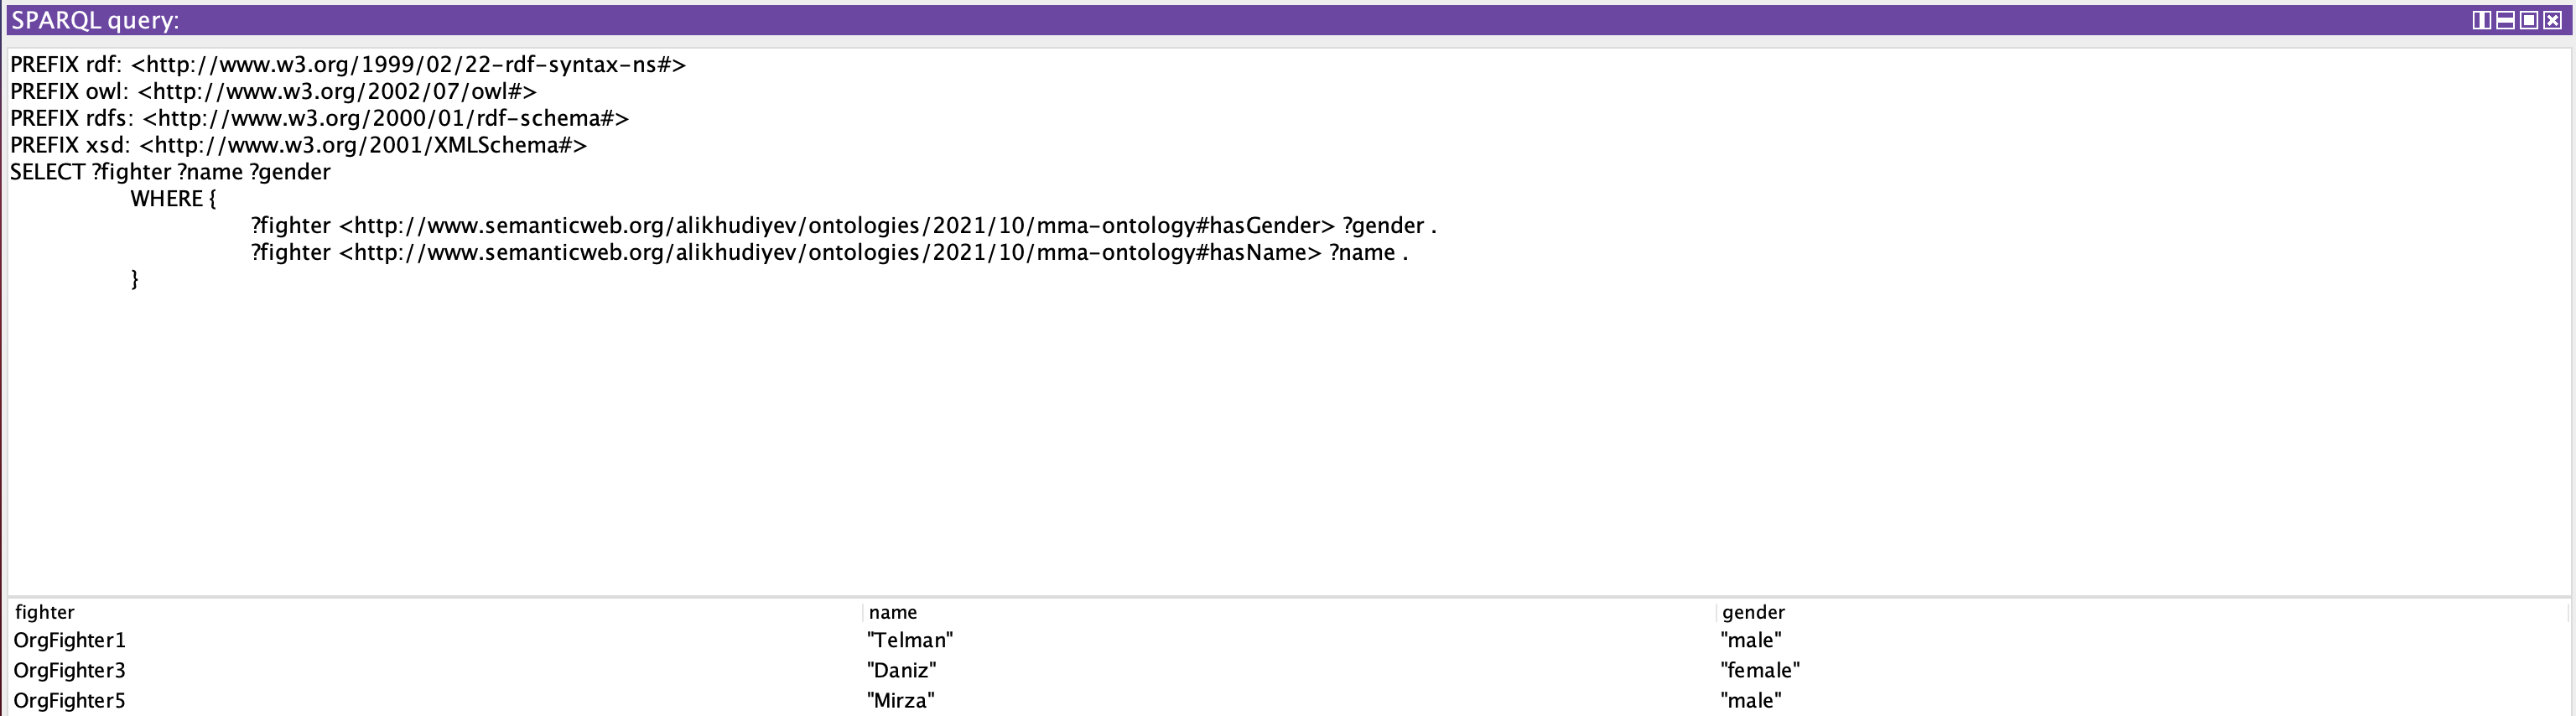 SPARQL query:
PREFIX rdf: <http://www.w3.org/1999/02/22-rdf-syntax-ns#>
PREFIX owl: <http://www.w3.org/2002/07/owl#>
PREFIX rdfs: <http://www.w3.org/2000/01/rdf-schema#>
PREFIX xsd: <http://www.w3.org/2001/XMLSchema#>
SELECT ?fighter ?name ?gender
WHERE {
?fighter <http://www.semanticweb.org/alikhudiyev/ontologies/2021/10/mma-ontology#hasGender> ?gender .
?fighter <http://www.semanticweb.org/alikhudiyev/ontologies/2021/10/mma-ontology#hasName> ?name .
}
fighter name gender
OrgFighter1 "Telman" "male"
OrgFighter3 "Daniz" "female"
OrgFighter5 "Mirza" "male"